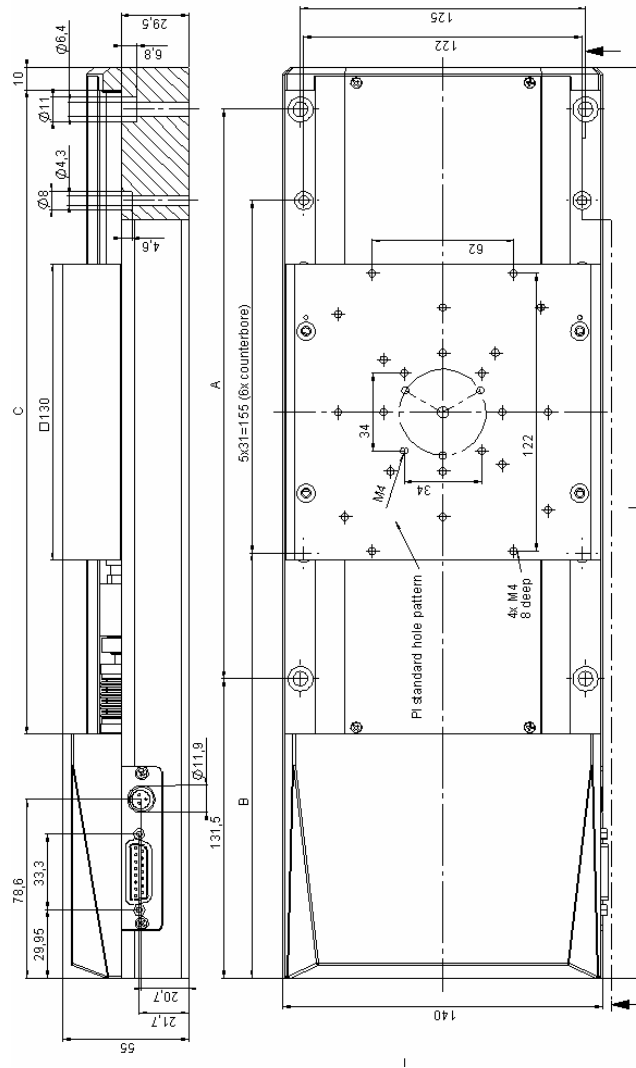 125
122
29,5
6,8
Ø6,4
10
Ø11
Ø4,3
Ø8
4,6
62
C
□130
A
5x31=155 (6x counterbore)
34
122
M4
34
PI standard hole pattern
4x M4
8 deep
Ø11,9
B
131,5
78,6
33,3
29,95
20,7
21,7
55
140